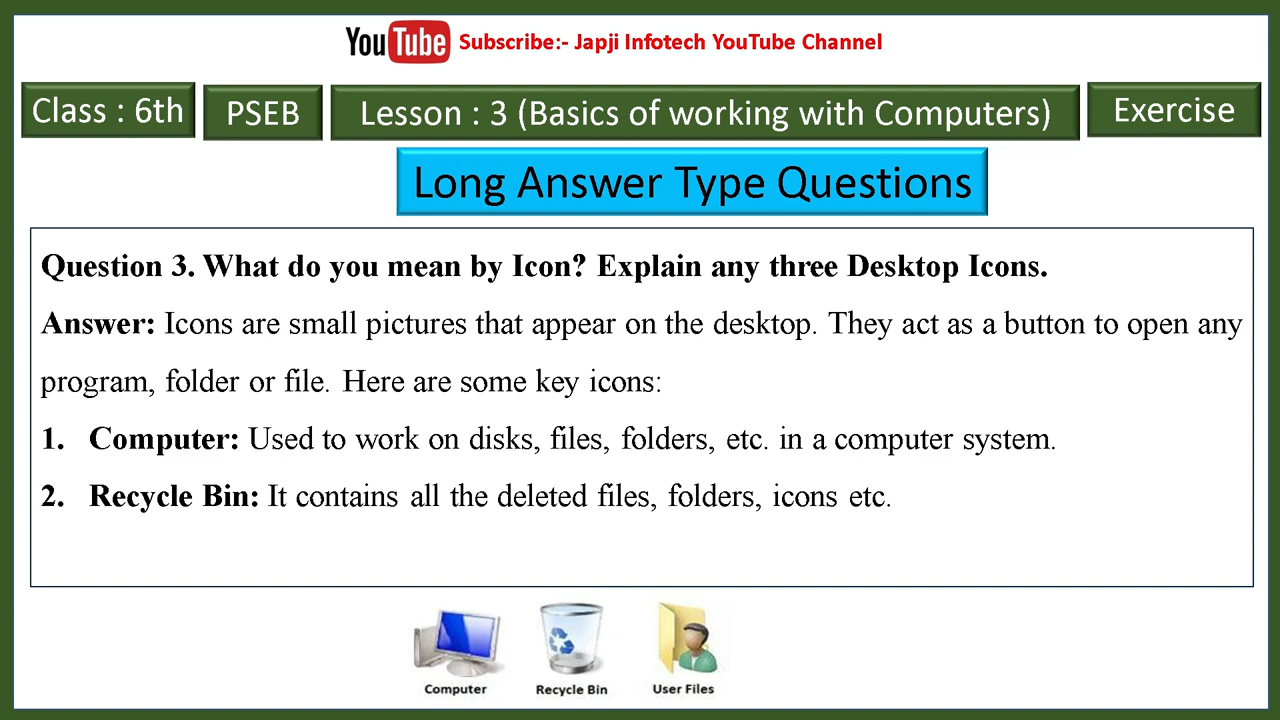 YouTube Subscribe:- Japji Infotech YouTube Channel
Class : 6th PSEB Lesson : 3 (Basics of working with Computers) Exercise
Long Answer Type Questions
Question 3. What do you mean by Icon? Explain any three Desktop Icons.
Answer: Icons are small pictures that appear on the desktop. They act as a button to open any
program, folder or file. Here are some key icons:
1. Computer: Used to work on disks, files, folders, etc. in a computer system.
2. Recycle Bin: It contains all the deleted files, folders, icons etc.
Computer Recycle Bin User Files